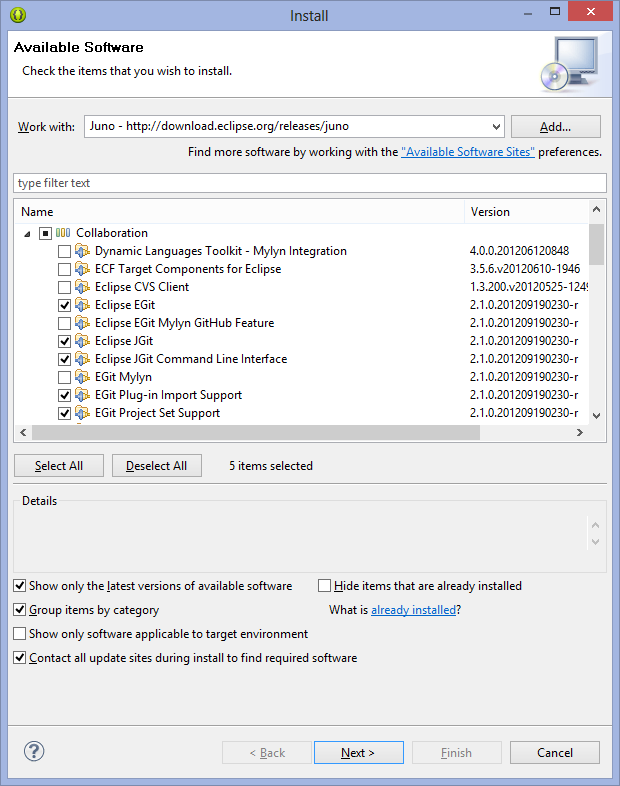 Install
Available Software
Check the items that you wish to install.
Work with: Juno - http://download.eclipse.org/releases/juno Add...
Find more software by working with the "Available Software Sites" preferences.
type filter text
Name Version
Collaboration
Dynamic Languages Toolkit - Mylyn Integration 4.0.0.201206120848
ECF Target Components for Eclipse 3.5.6.v20120610-1946
Eclipse CVS Client 1.3.200.v20120525-1249
Eclipse EGit 2.1.0.201209190230-r
Eclipse EGit Mylyn GitHub Feature 2.1.0.201209190230-r
Eclipse JGit 2.1.0.201209190230-r
Eclipse JGit Command Line Interface 2.1.0.201209190230-r
EGit Mylyn 2.1.0.201209190230-r
EGit Plug-in Import Support 2.1.0.201209190230-r
EGit Project Set Support 2.1.0.201209190230-r
Select All Deselect All 5 items selected
Details
Show only the latest versions of available software Hide items that are already installed
Group items by category What is already installed?
Show only software applicable to target environment
Contact all update sites during install to find required software
? < Back Next > Finish Cancel